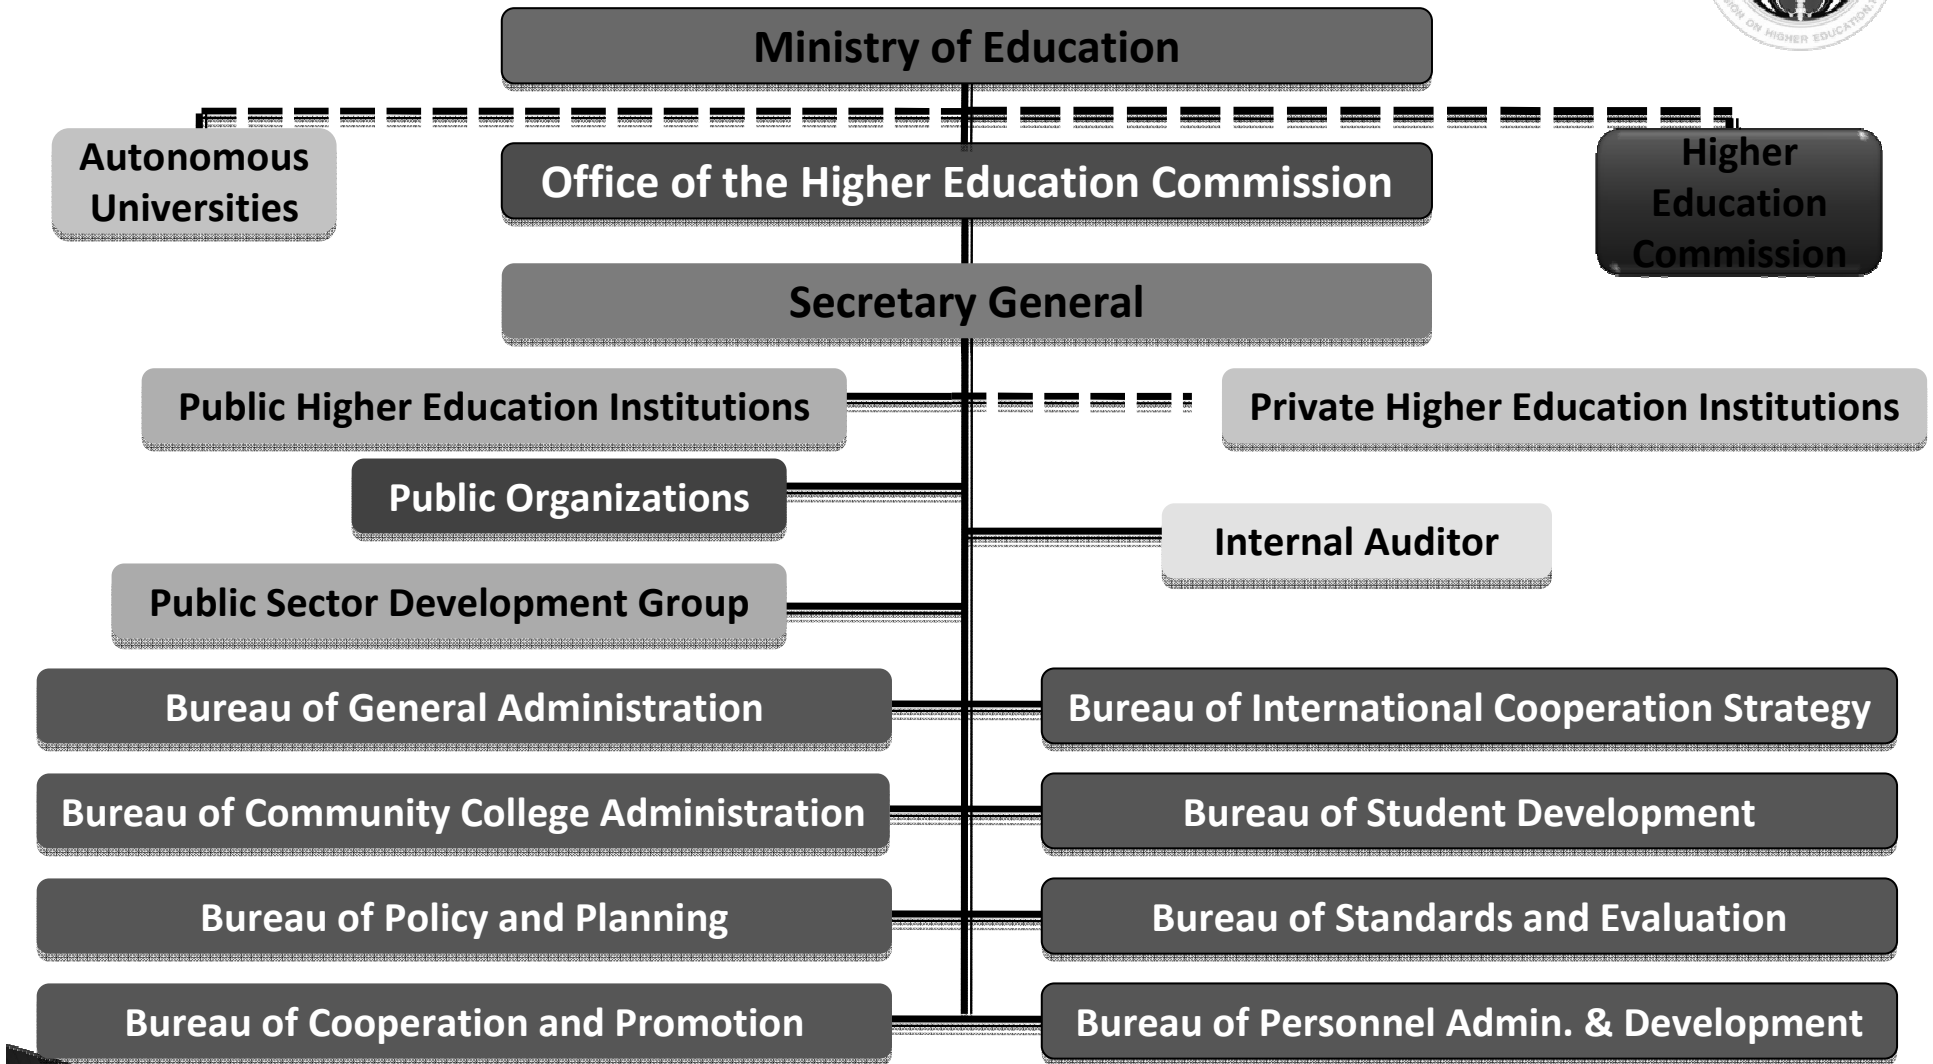 Ministry of Education
ON HIGHER EDUCATION
Autonomous
Universities
Office of the Higher Education Commission
Higher
Education
Commission
Secretary General
Public Higher Education Institutions
Private Higher Education Institutions
Public Organizations
Internal Auditor
Public Sector Development Group
Bureau of General Administration
Bureau of International Cooperation Strategy
Bureau of Community College Administration
Bureau of Student Development
Bureau of Policy and Planning
Bureau of Standards and Evaluation
Bureau of Cooperation and Promotion
Bureau of Personnel Admin. & Development